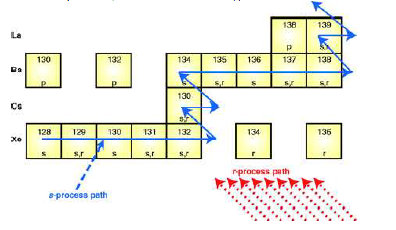 138 139
La
p s,r
130 132 134 135 136 137 138
Ba
p p s s,r s s,r s,r
130
Cs
s,r
128 129 130 131 132 134 136
Xe
s s,r s s,r s,r r r
r-process path
s-process path